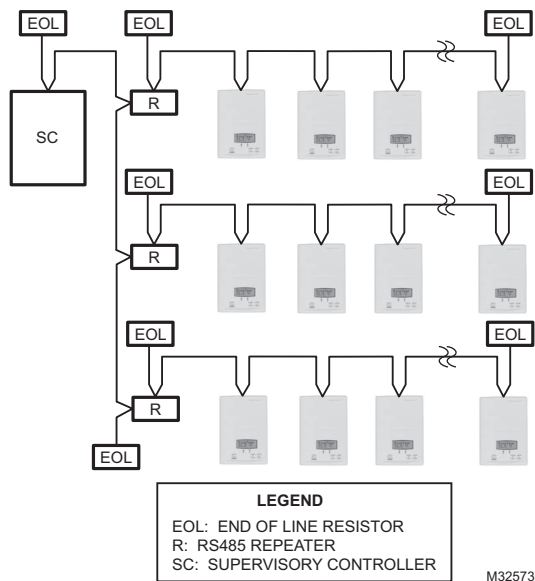 EOL
EOL
EOL
R
SC
EOL
EOL
R
EOL
EOL
R
EOL
LEGEND
EOL: END OF LINE RESISTOR
R: RS485 REPEATER
SC: SUPERVISORY CONTROLLER
M32573